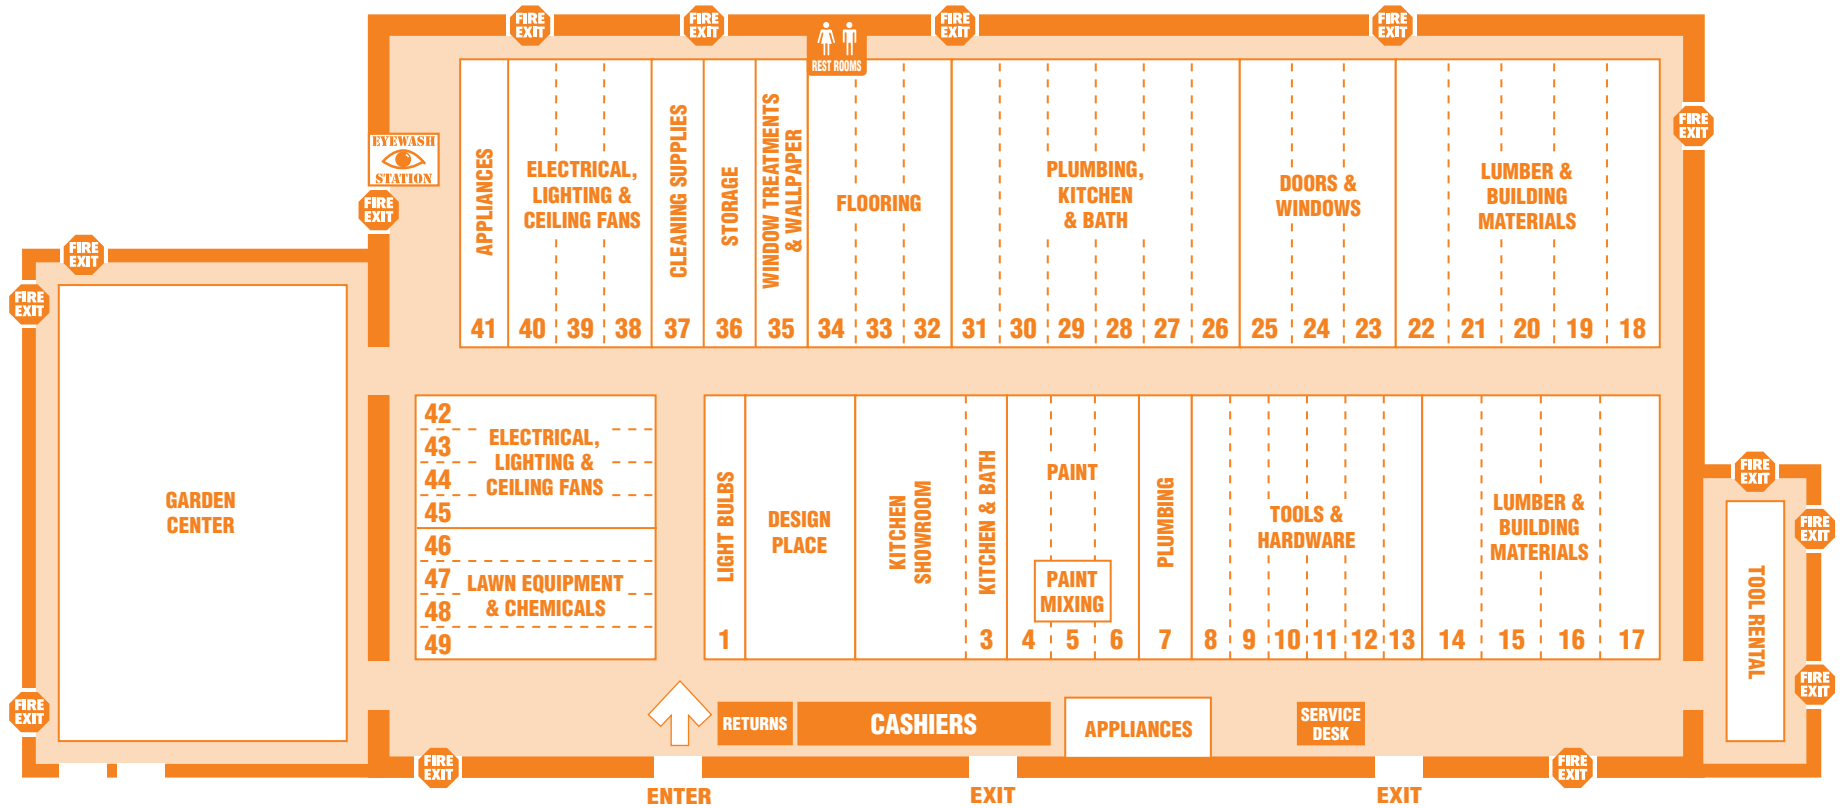 FIRE
EXIT
FIRE
EXIT
REST ROOMS
FIRE
EXIT
FIRE
EXIT
FIRE
EXIT
EYEWASH
STATION
FIRE
EXIT
FIRE
EXIT
FIRE
EXIT
APPLIANCES
ELECTRICAL,
LIGHTING &
CEILING FANS
CLEANING SUPPLIES
STORAGE
WINDOW TREATMENTS
& WALLPAPER
FLOORING
PLUMBING,
KITCHEN
& BATH
DOORS &
WINDOWS
LUMBER &
BUILDING
MATERIALS
41 40 39 38 37 36 35 34 33 32 31 30 29 28 27 26 25 24 23 22 21 20 19 18
GARDEN
CENTER
42
43
44
45
ELECTRICAL,
LIGHTING &
CEILING FANS
46
47
48
49
LAWN EQUIPMENT
& CHEMICALS
LIGHT BULBS
DESIGN
PLACE
KITCHEN
SHOWROOM
KITCHEN & BATH
PAINT
PAINT
MIXING
PLUMBING
TOOLS &
HARDWARE
LUMBER &
BUILDING
MATERIALS
1 3 4 5 6 7 8 9 10 11 12 13 14 15 16 17
FIRE
EXIT
FIRE
EXIT
TOOL RENTAL
FIRE
EXIT
FIRE
EXIT
RETURNS
CASHIERS
APPLIANCES
SERVICE
DESK
FIRE
EXIT
FIRE
EXIT
ENTER
EXIT
EXIT